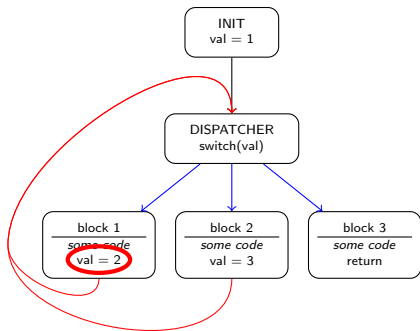 INIT
val = 1
DISPATCHER
switch(val)
block 1
some code
val = 2
block 2
some code
val = 3
block 3
some code
return